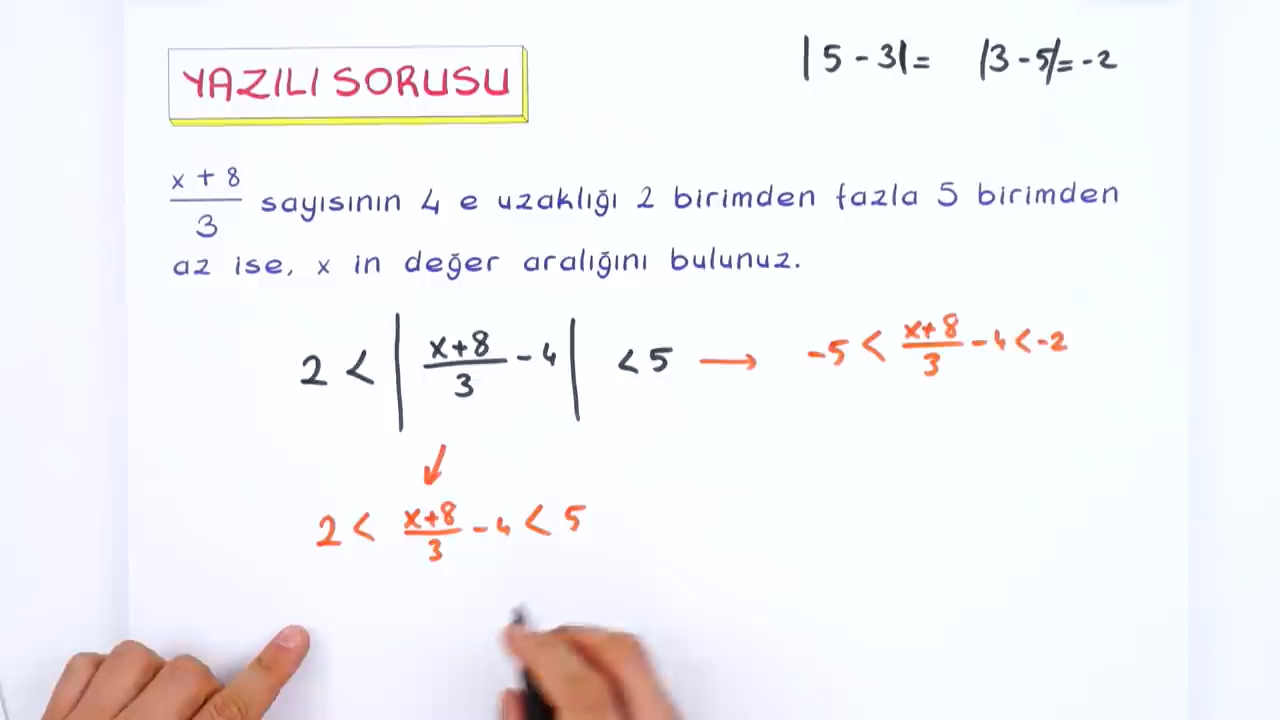 YAZILI SORUSU
|5 - 3| = |3 - 5| = -2
x + 8 / 3 sayısının 4 e uzaklığı 2 birimden fazla 5 birimden
az ise, x in değer aralığını bulunuz.
2 < | x+8 / 3 - 4 | < 5 → -5 < x+8 / 3 - 4 < -2
↓
2 < x+8 / 3 - 4 < 5